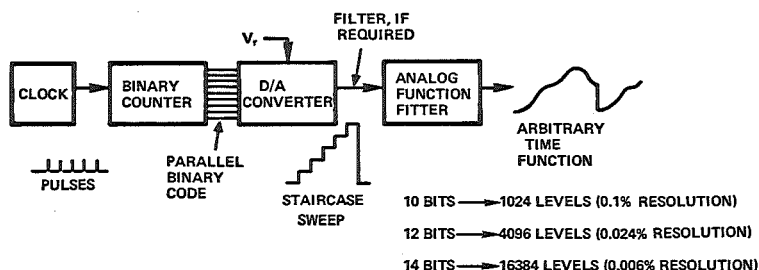 FILTER, IF
REQUIRED
Vr
CLOCK
BINARY
COUNTER
D/A
CONVERTER
ANALOG
FUNCTION
FITTER
PULSES
PARALLEL
BINARY
CODE
STAIRCASE
SWEEP
ARBITRARY
TIME
FUNCTION
10 BITS → 1024 LEVELS (0.1% RESOLUTION)
12 BITS → 4096 LEVELS (0.024% RESOLUTION)
14 BITS → 16384 LEVELS (0.006% RESOLUTION)